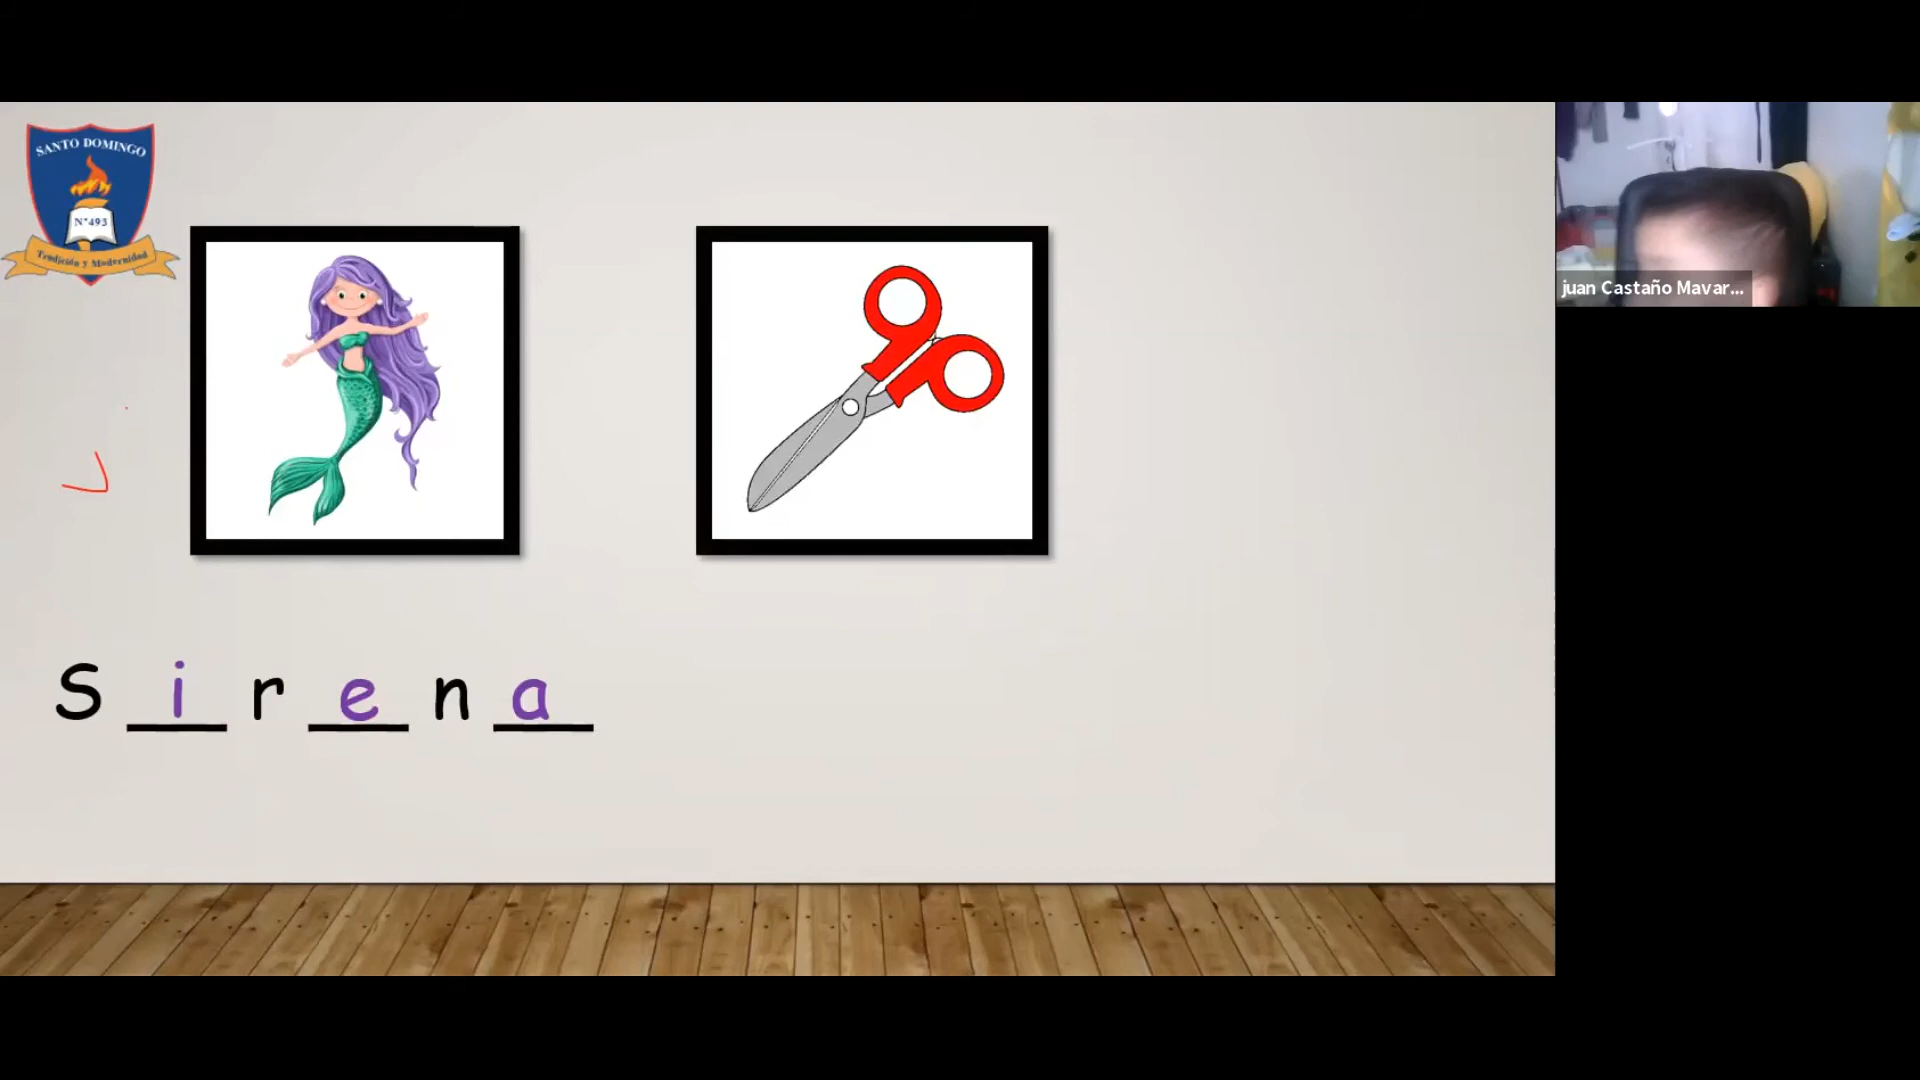 SANTO DOMINGO
N°493
Tradición y Modernidad
juan Castaño Mavar...
S i r e n a